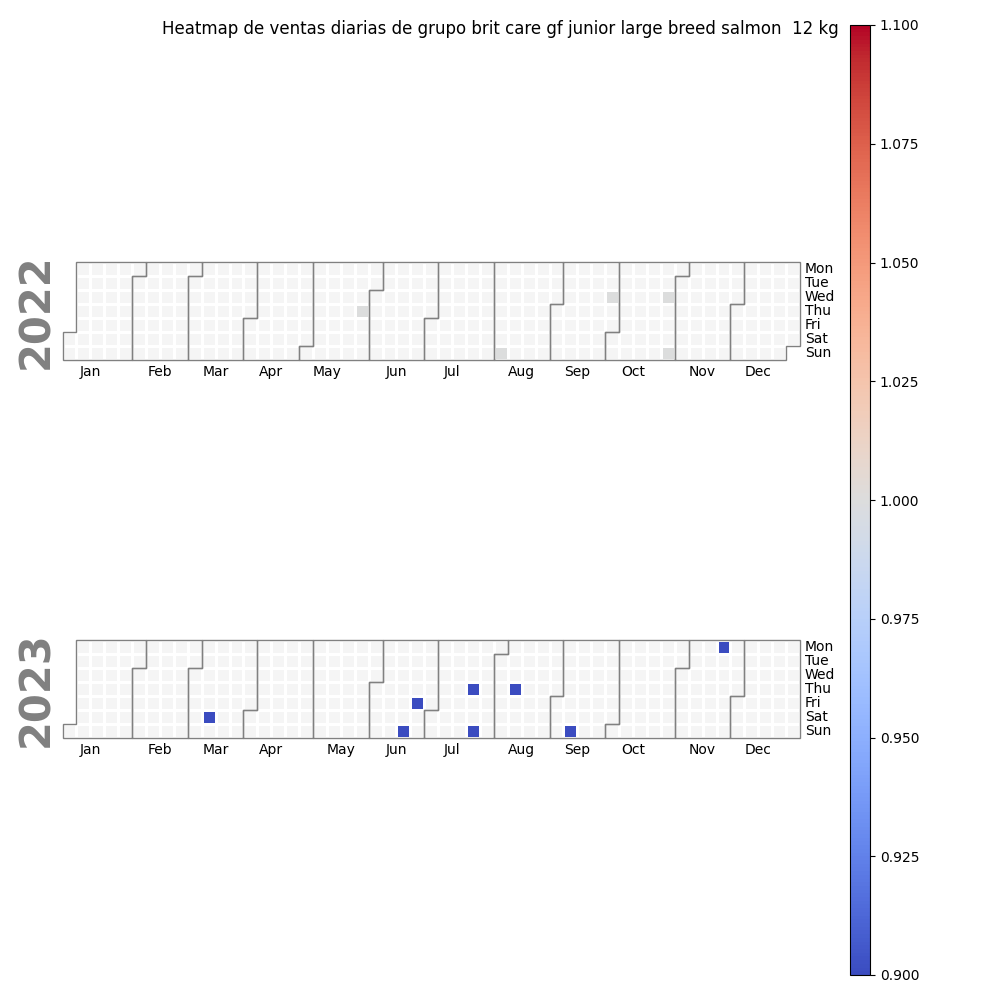 Heatmap de ventas diarias de grupo brit care gf junior large breed salmon  12 kg
2022
Mon
Tue
Wed
Thu
Fri
Sat
Sun
Jan Feb Mar Apr May Jun Jul Aug Sep Oct Nov Dec
2023
Mon
Tue
Wed
Thu
Fri
Sat
Sun
Jan Feb Mar Apr May Jun Jul Aug Sep Oct Nov Dec
1.100
1.075
1.050
1.025
1.000
0.975
0.950
0.925
0.900